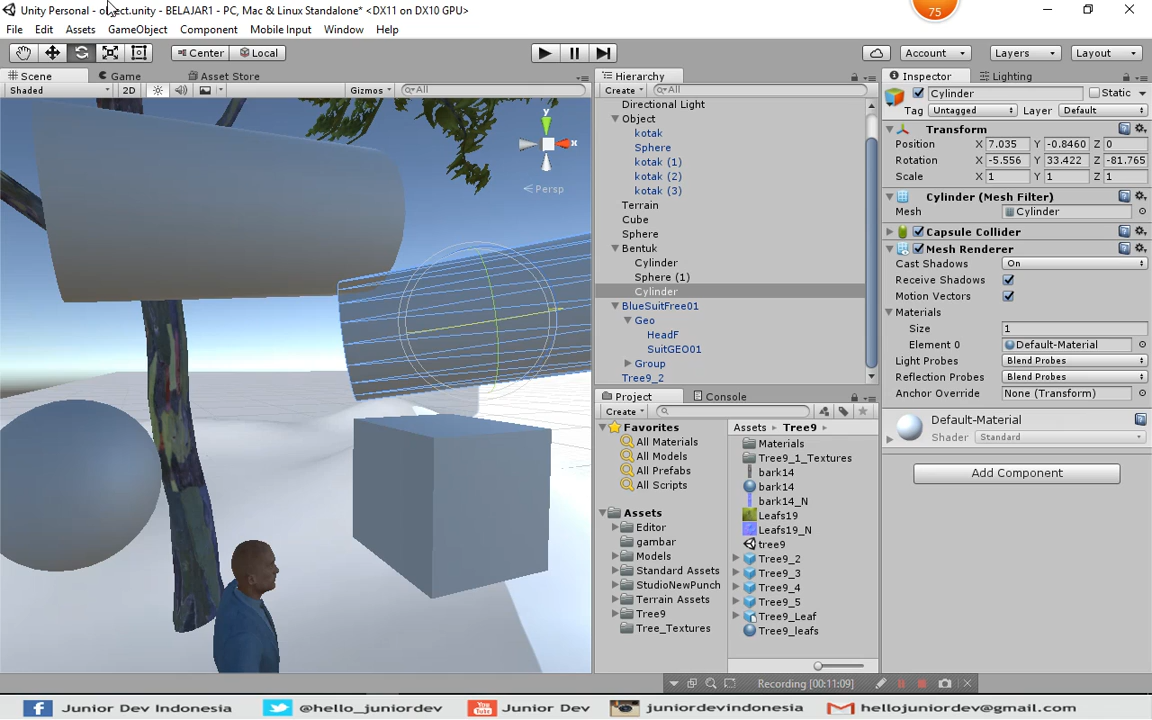 Unity Personal - object.unity - BELAJAR1 - PC, Mac & Linux Standalone* <DX11 on DX10 GPU>
75
File Edit Assets GameObject Component Mobile Input Window Help
Center Local Account Layers Layout
Scene Game Asset Store
Shaded 2D Gizmos All
y
x
Persp
Hierarchy
Create All
Directional Light
Object
kotak
Sphere
kotak (1)
kotak (2)
kotak (3)
Terrain
Cube
Sphere
Bentuk
Cylinder
Sphere (1)
Cylinder
BlueSuitFree01
Geo
HeadF
SuitGEO01
Group
Tree9_2
Project Console
Create
Favorites
All Materials
All Models
All Prefabs
All Scripts
Assets
Editor
gambar
Models
Standard Assets
StudioNewPunch
Terrain Assets
Tree9
Tree_Textures
Assets Tree9
Materials
Tree9_1_Textures
bark14
bark14
bark14_N
Leafs19
Leafs19_N
tree9
Tree9_2
Tree9_3
Tree9_4
Tree9_5
Tree9_Leaf
Tree9_leafs
Inspector Lighting
Cylinder Static
Tag Untagged Layer Default
Transform
Position X 7.035 Y -0.8460 Z 0
Rotation X -5.556 Y 33.422 Z -81.765
Scale X 1 Y 1 Z 1
Cylinder (Mesh Filter)
Mesh Cylinder
Capsule Collider
Mesh Renderer
Cast Shadows On
Receive Shadows
Motion Vectors
Materials
Size 1
Element 0 Default-Material
Light Probes Blend Probes
Reflection Probes Blend Probes
Anchor Override None (Transform)
Default-Material
Shader Standard
Add Component
Recording [00:11:09]
Junior Dev Indonesia @hello_juniordev You Tube Junior Dev juniordevindonesia hellojuniordev@gmail.com